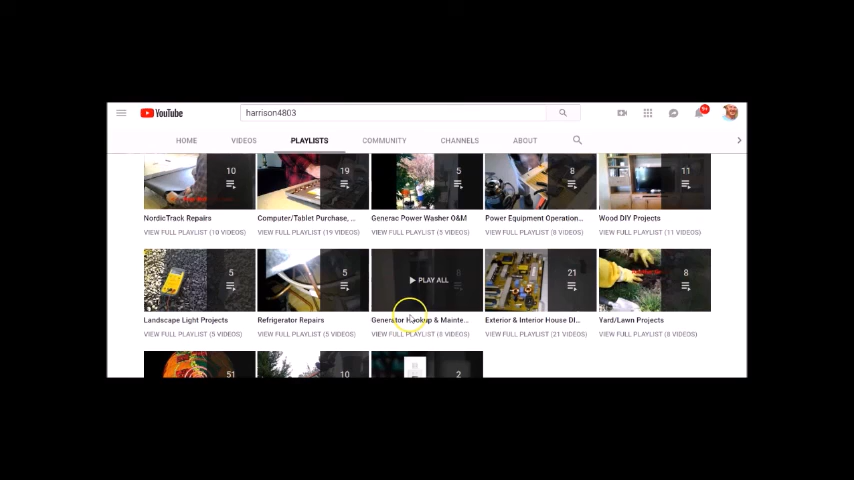 YouTube
harrison4803
9+
HOME VIDEOS PLAYLISTS COMMUNITY CHANNELS ABOUT
10 19 5 8 11
NordicTrack Repairs Computer/Tablet Purchase, ... Generac Power Washer O&M Power Equipment Operation... Wood DIY Projects
VIEW FULL PLAYLIST (10 VIDEOS) VIEW FULL PLAYLIST (19 VIDEOS) VIEW FULL PLAYLIST (5 VIDEOS) VIEW FULL PLAYLIST (8 VIDEOS) VIEW FULL PLAYLIST (11 VIDEOS)
5 5 PLAY ALL 8 21 8
Landscape Light Projects Refrigerator Repairs Generator Hookup & Mainte... Exterior & Interior House DI... Yard/Lawn Projects
VIEW FULL PLAYLIST (5 VIDEOS) VIEW FULL PLAYLIST (5 VIDEOS) VIEW FULL PLAYLIST (8 VIDEOS) VIEW FULL PLAYLIST (21 VIDEOS) VIEW FULL PLAYLIST (8 VIDEOS)
51 10 2